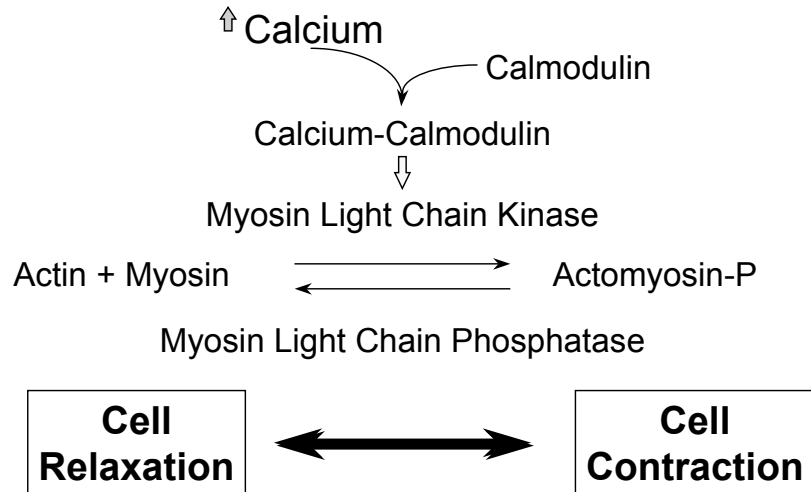 Calcium
Calmodulin
Calcium-Calmodulin
Myosin Light Chain Kinase
Actin + Myosin
Actomyosin-P
Myosin Light Chain Phosphatase
Cell
Relaxation
Cell
Contraction